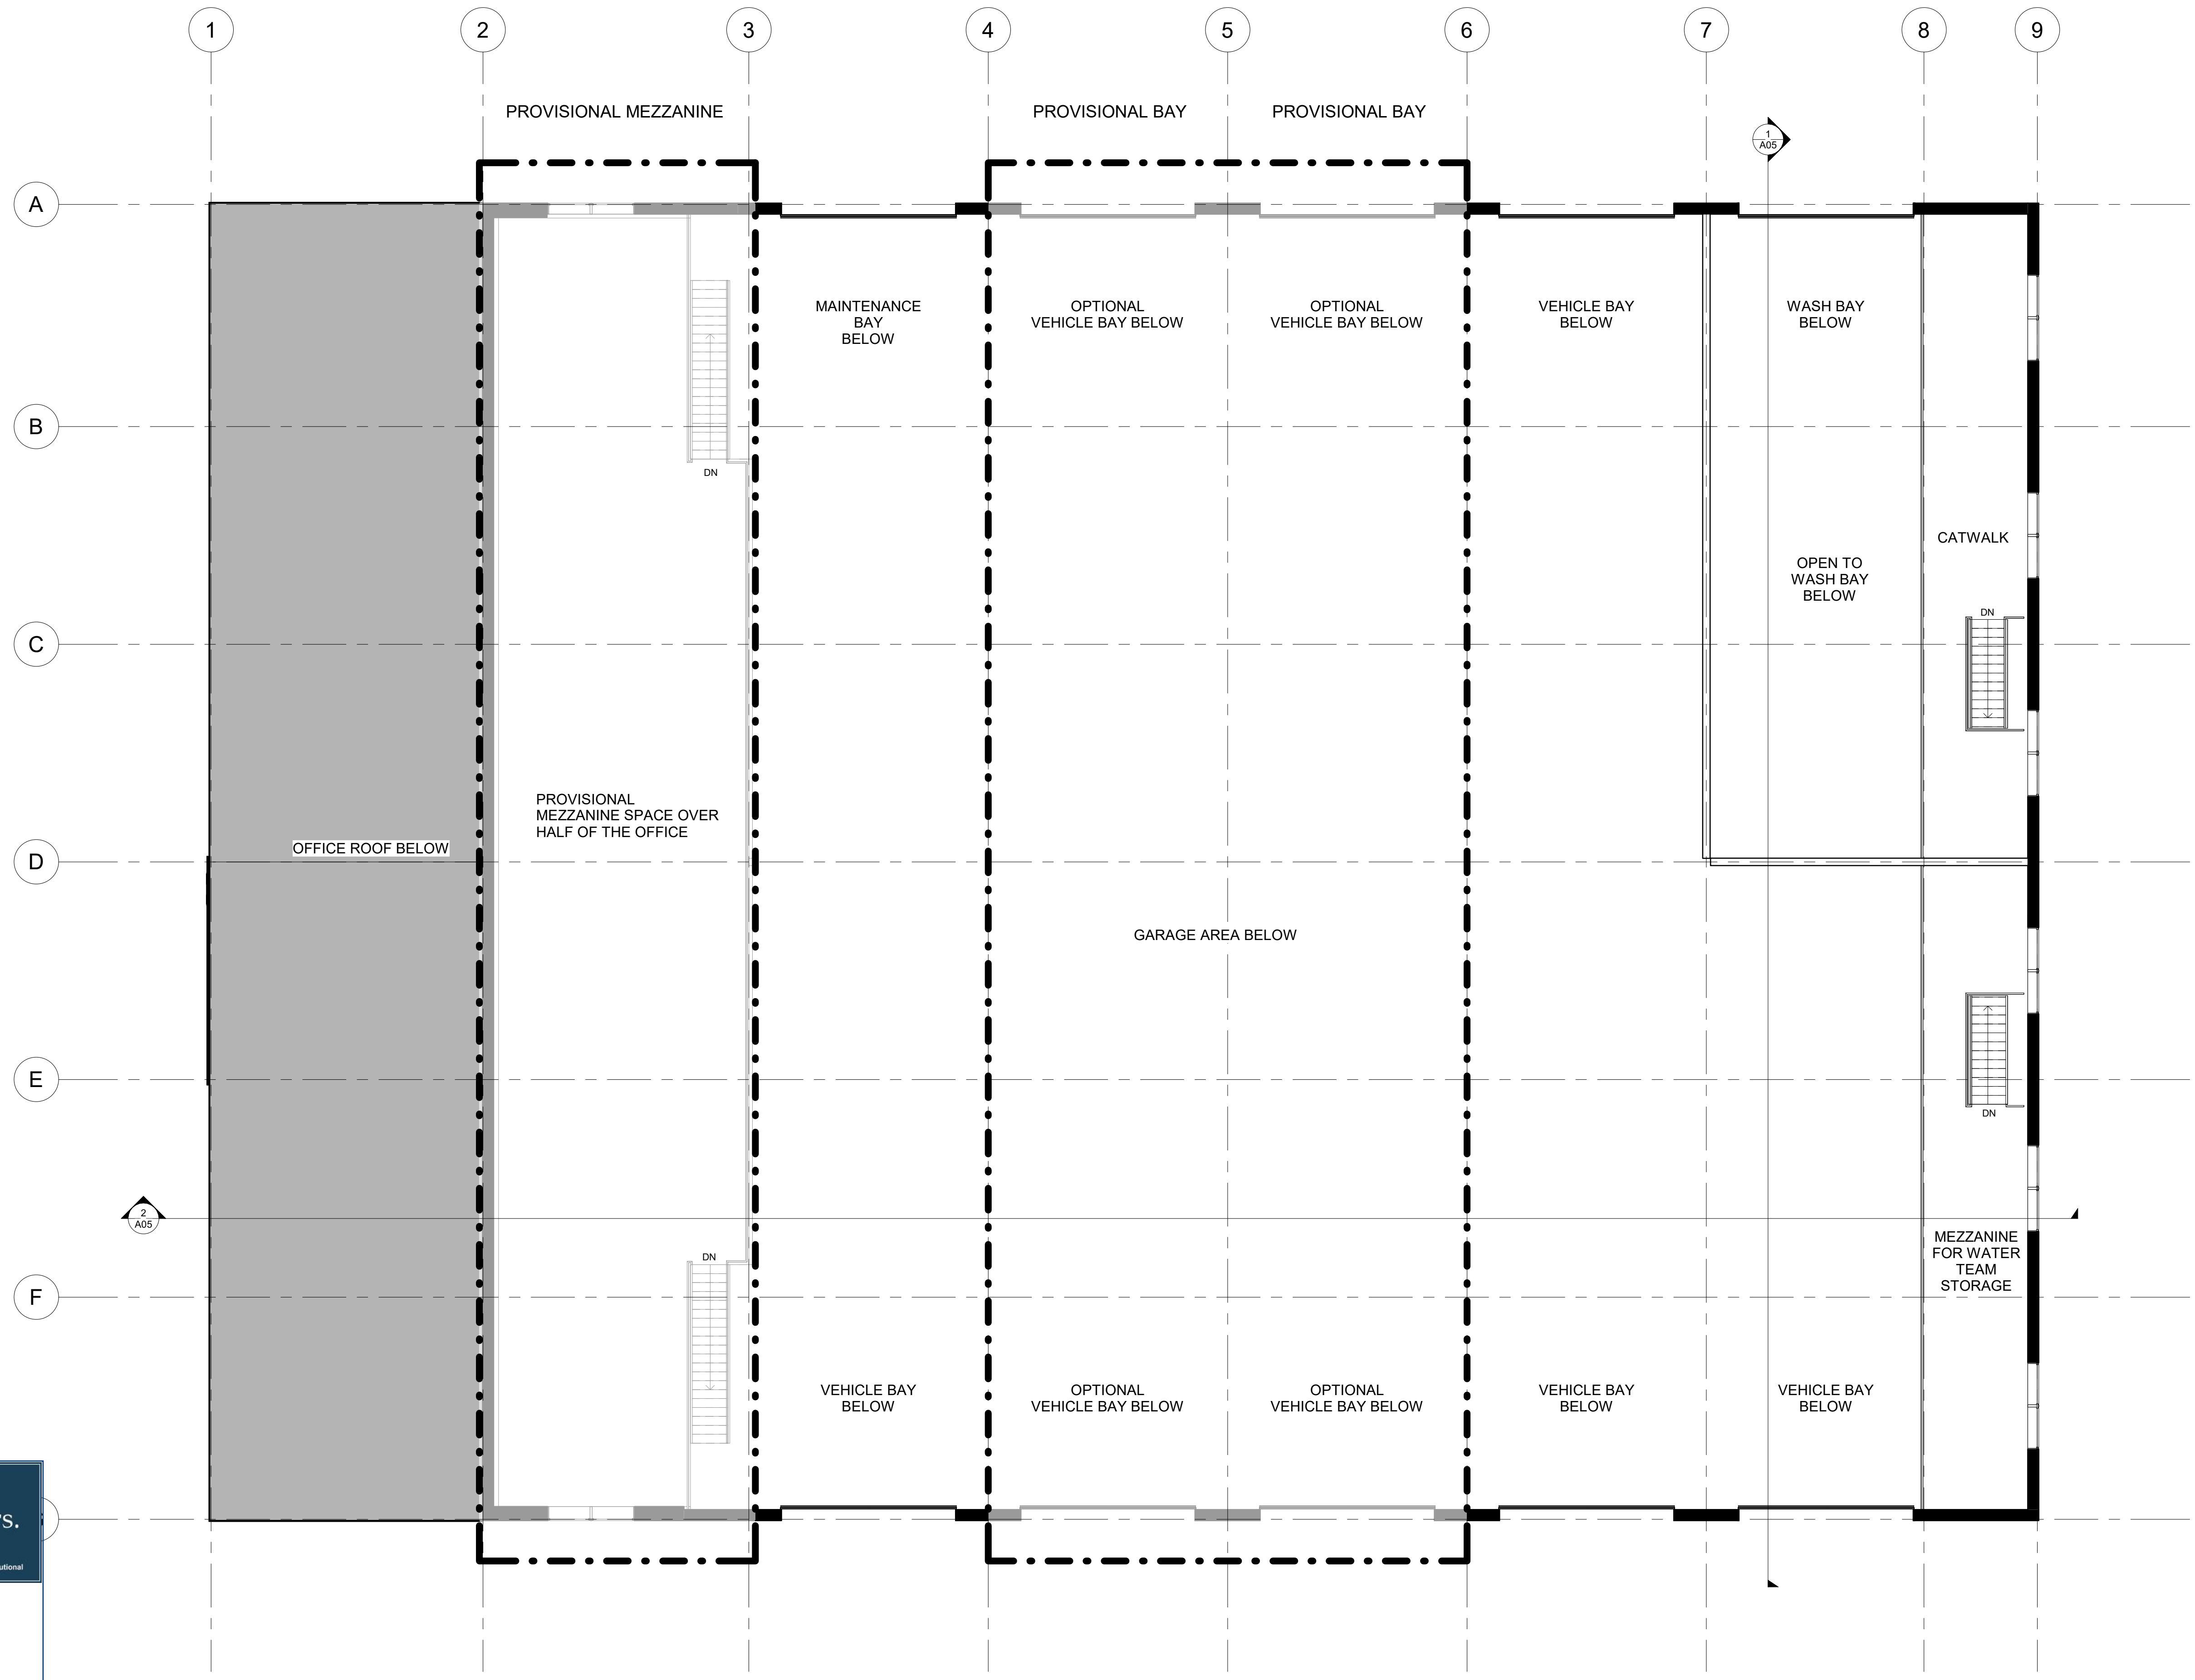 1
2
3
4
5
6
7
8
9
PROVISIONAL MEZZANINE
PROVISIONAL BAY
PROVISIONAL BAY
1
A05
A
MAINTENANCE
BAY
BELOW
OPTIONAL
VEHICLE BAY BELOW
OPTIONAL
VEHICLE BAY BELOW
VEHICLE BAY
BELOW
WASH BAY
BELOW
B
DN
CATWALK
OPEN TO
WASH BAY
BELOW
DN
C
PROVISIONAL
MEZZANINE SPACE OVER
HALF OF THE OFFICE
OFFICE ROOF BELOW
D
GARAGE AREA BELOW
E
DN
2
A05
MEZZANINE
FOR WATER
TEAM
STORAGE
DN
F
VEHICLE BAY
BELOW
OPTIONAL
VEHICLE BAY BELOW
OPTIONAL
VEHICLE BAY BELOW
VEHICLE BAY
BELOW
VEHICLE BAY
BELOW
s.
utional